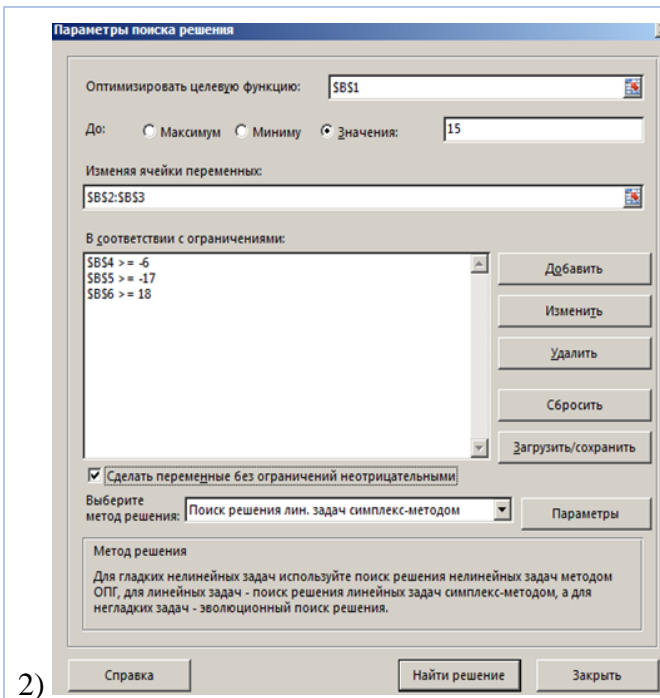 Параметры поиска решения
Оптимизировать целевую функцию: $B$1
До: Максимум Миниму Значения: 15
Изменяя ячейки переменных:
$B$2:$B$3
В соответствии с ограничениями:
$B$4 >= -6
$B$5 >= -17
$B$6 >= 18
Добавить
Изменить
Удалить
Сбросить
Загрузить/сохранить
Сделать переменные без ограничений неотрицательными
Выберите
метод решения: Поиск решения лин. задач симплекс-методом Параметры
Метод решения
Для гладких нелинейных задач используйте поиск решения нелинейных задач методом
ОПГ, для линейных задач - поиск решения линейных задач симплекс-методом, а для
негладких задач - эволюционный поиск решения.
2) Справка Найти решение Закрыть